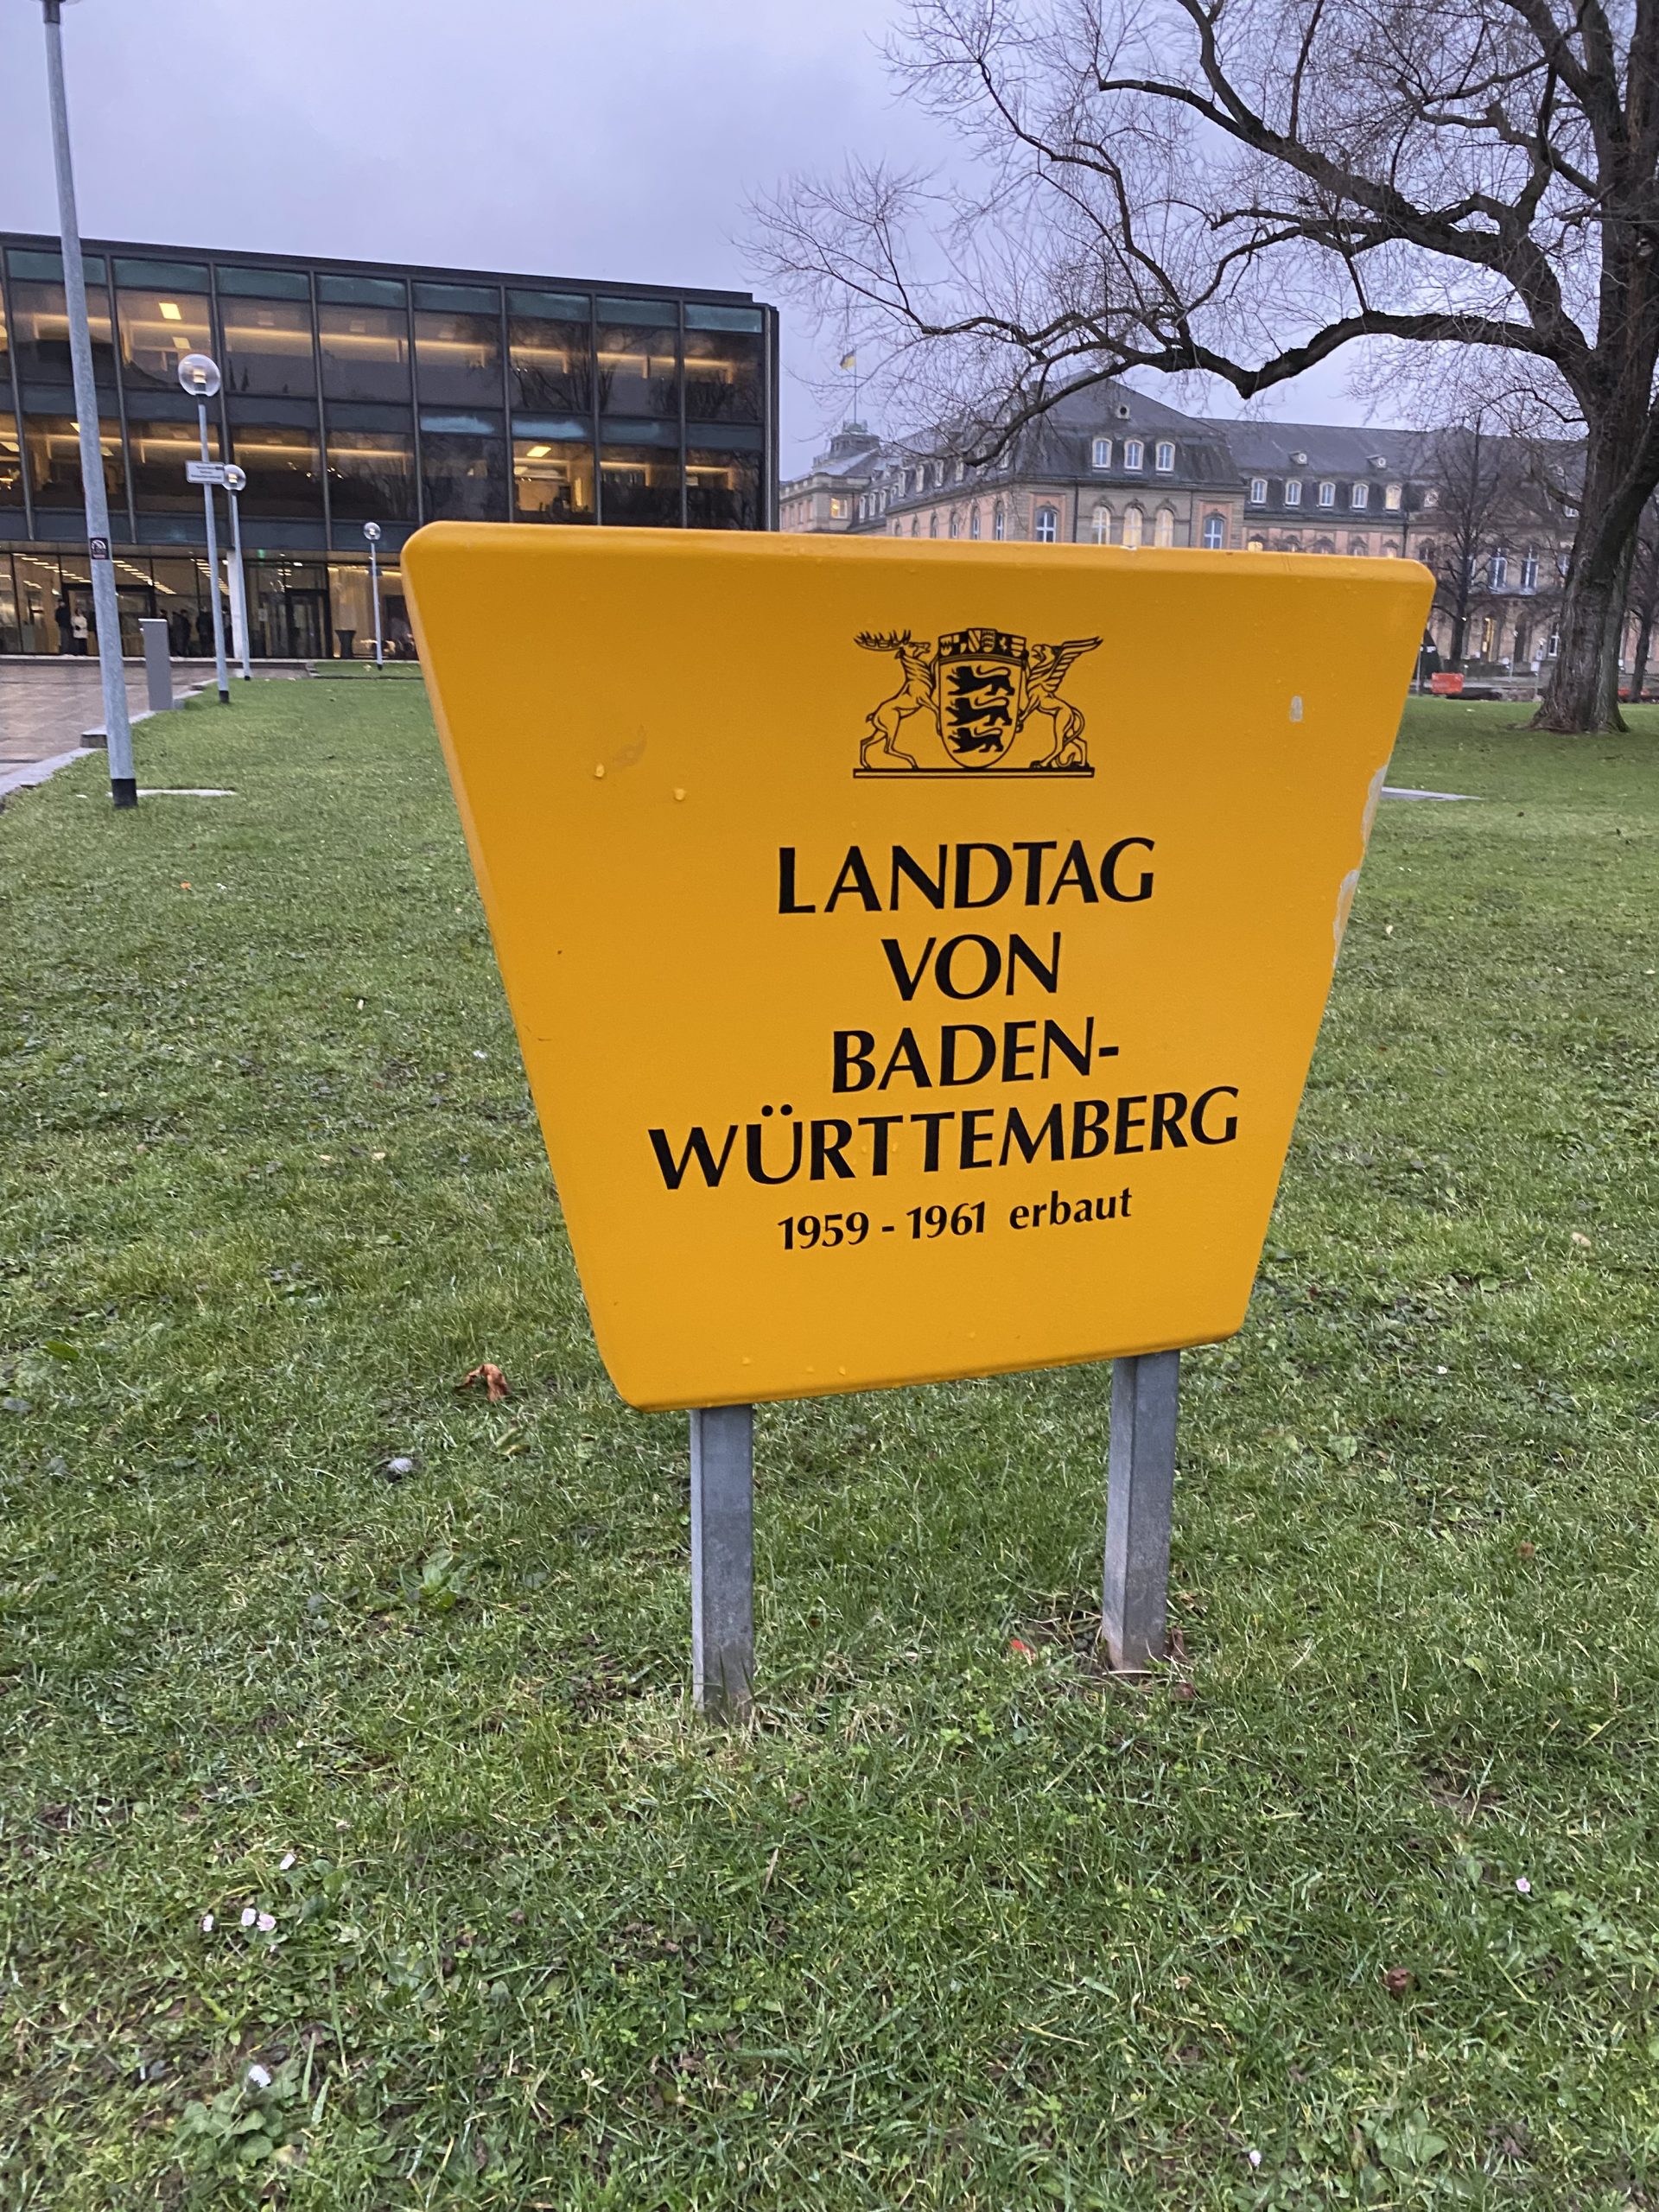 LANDTAG
VON
BADEN-
WÜRTTEMBERG
1959 - 1961 erbaut